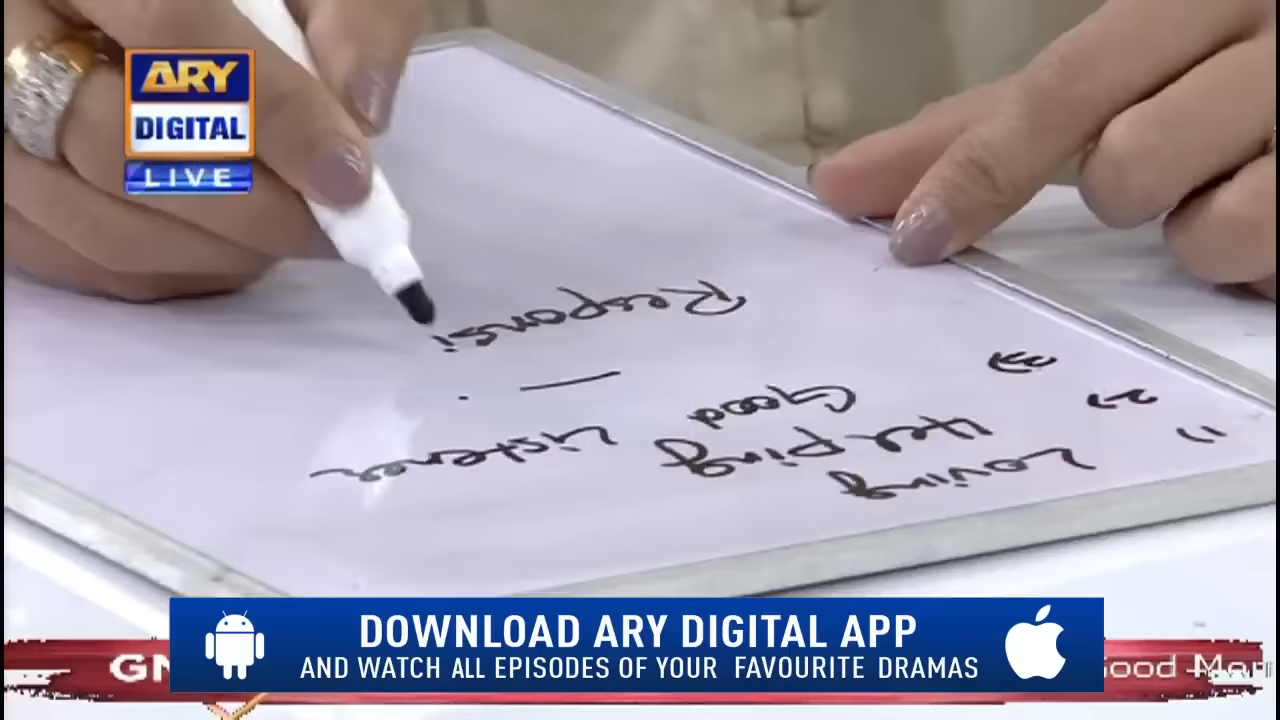 ARY
DIGITAL
LIVE
1) Loving
2) Helping
3) Good Listener
Responsi
DOWNLOAD ARY DIGITAL APP
AND WATCH ALL EPISODES OF YOUR FAVOURITE DRAMAS